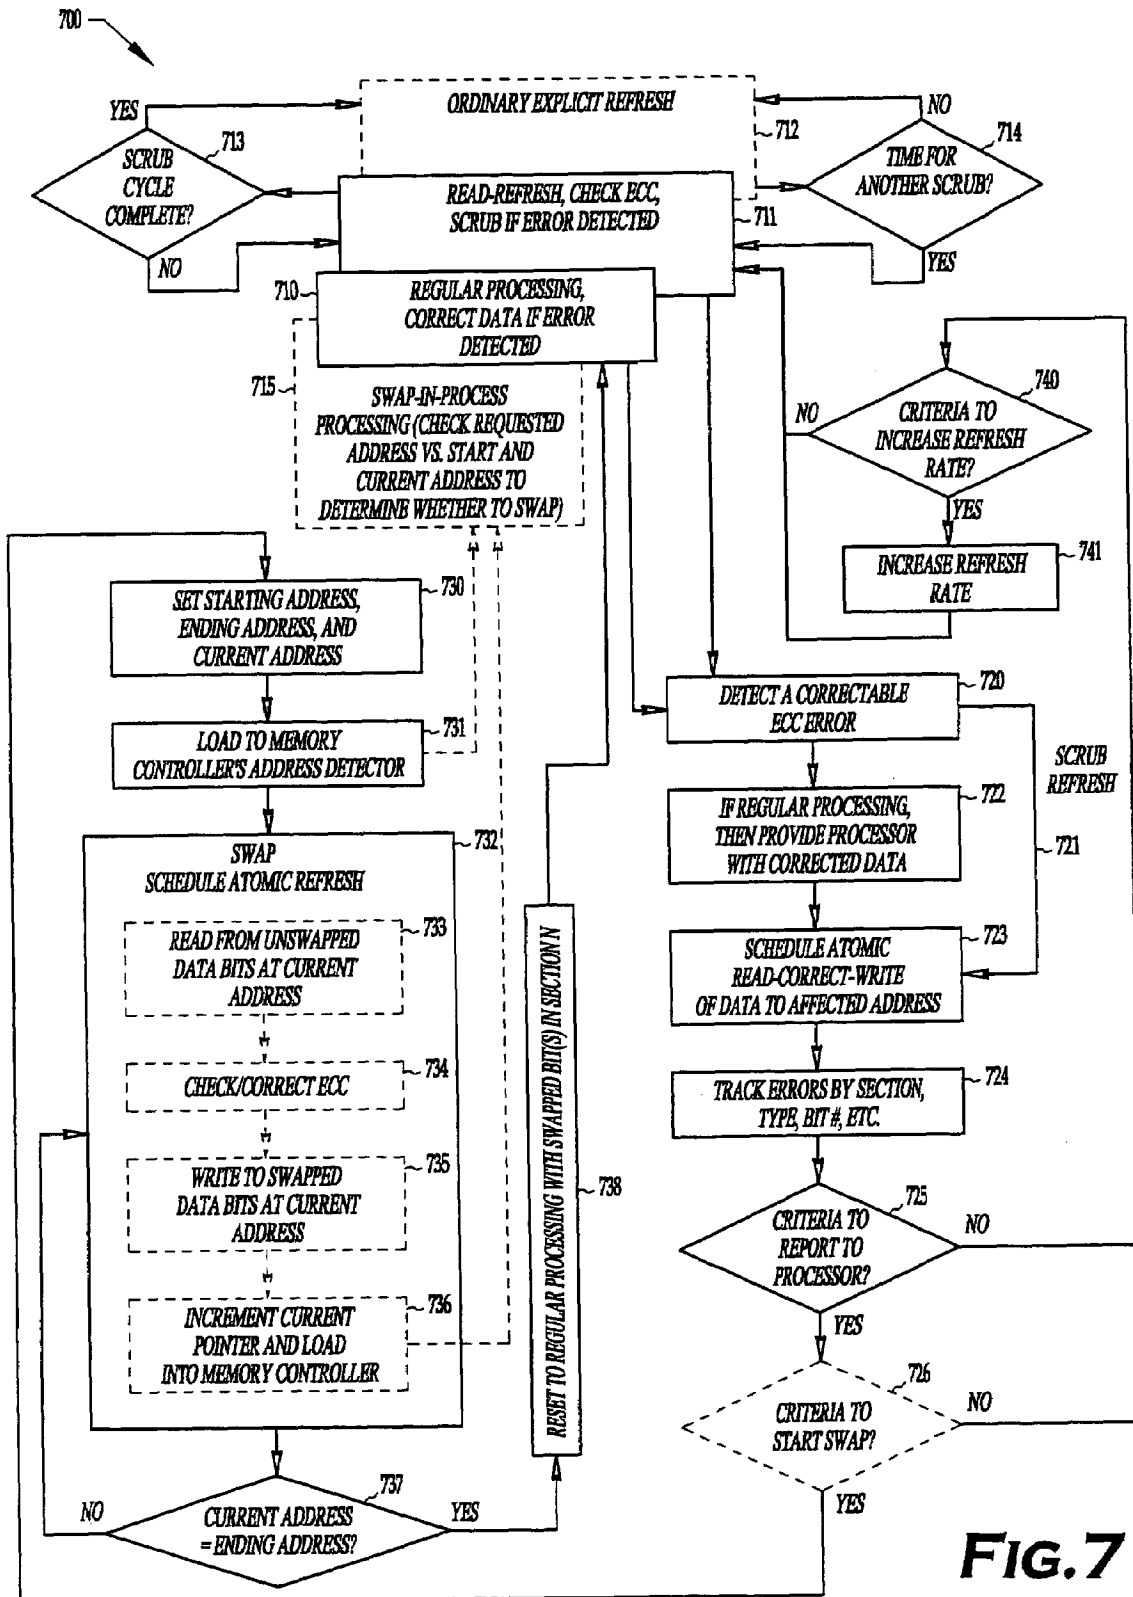 700
YES
ORDINARY EXPLICIT REFRESH
NO
713
712
714
SCRUB
CYCLE
COMPLETE?
TIME FOR
ANOTHER SCRUB?
READ-REFRESH, CHECK ECC,
SCRUB IF ERROR DETECTED
711
NO
YES
710
REGULAR PROCESSING,
CORRECT DATA IF ERROR
DETECTED
715
SWAP-IN-PROCESS
PROCESSING (CHECK REQUESTED
ADDRESS VS. START AND
CURRENT ADDRESS TO
DETERMINE WHETHER TO SWAP)
740
NO
CRITERIA TO
INCREASE REFRESH
RATE?
YES
741
INCREASE REFRESH
RATE
730
SET STARTING ADDRESS,
ENDING ADDRESS, AND
CURRENT ADDRESS
731
LOAD TO MEMORY
CONTROLLER'S ADDRESS DETECTOR
720
DETECT A CORRECTABLE
ECC ERROR
SCRUB
REFRESH
721
722
IF REGULAR PROCESSING,
THEN PROVIDE PROCESSOR
WITH CORRECTED DATA
732
SWAP
SCHEDULE ATOMIC REFRESH
733
READ FROM UNSWAPPED
DATA BITS AT CURRENT
ADDRESS
723
SCHEDULE ATOMIC
READ-CORRECT-WRITE
OF DATA TO AFFECTED ADDRESS
734
CHECK/CORRECT ECC
724
TRACK ERRORS BY SECTION,
TYPE, BIT #, ETC.
735
WRITE TO SWAPPED
DATA BITS AT CURRENT
ADDRESS
738
RESET TO REGULAR PROCESSING WITH SWAPPED BIT(S) IN SECTION N
725
CRITERIA TO
REPORT TO
PROCESSOR?
NO
YES
736
INCREMENT CURRENT
POINTER AND LOAD
INTO MEMORY CONTROLLER
726
CRITERIA TO
START SWAP?
NO
YES
737
NO
CURRENT ADDRESS
= ENDING ADDRESS?
YES
FIG.7